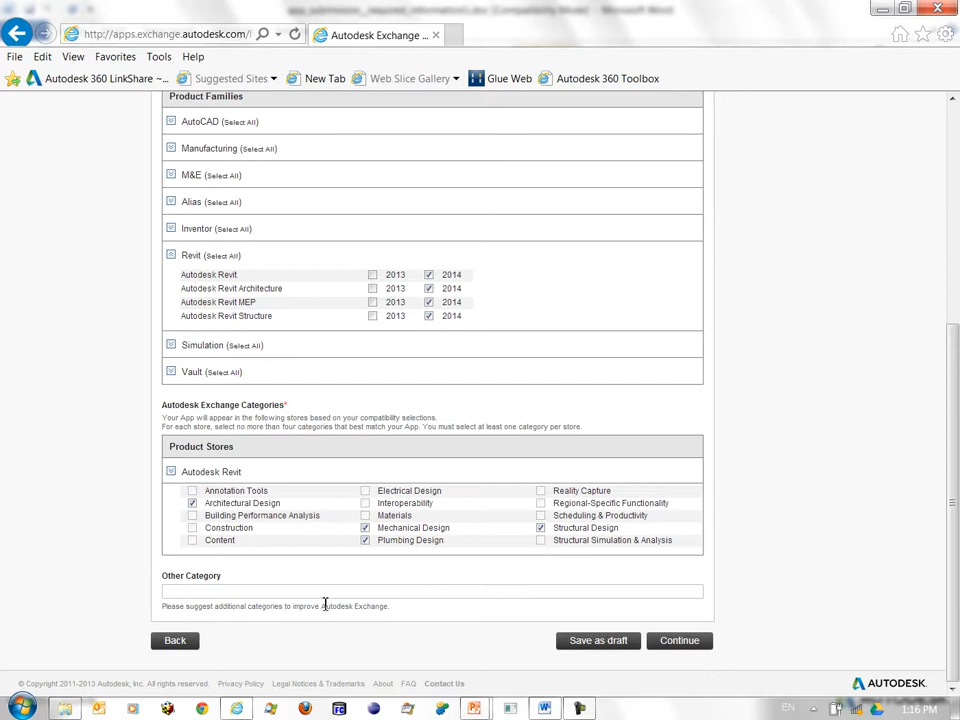 app_submission__required_information1.doc [Compatibility Mode] - Microsoft Word
http://apps.exchange.autodesk.com/
Autodesk Exchange ...
File Edit View Favorites Tools Help
Autodesk 360 LinkShare ~... Suggested Sites New Tab Web Slice Gallery Glue Web Autodesk 360 Toolbox
Product Families
AutoCAD (Select All)
Manufacturing (Select All)
M&E (Select All)
Alias (Select All)
Inventor (Select All)
Revit (Select All)
Autodesk Revit 2013 2014
Autodesk Revit Architecture 2013 2014
Autodesk Revit MEP 2013 2014
Autodesk Revit Structure 2013 2014
Simulation (Select All)
Vault (Select All)
Autodesk Exchange Categories*
Your App will appear in the following stores based on your compatibility selections.
For each store, select no more than four categories that best match your App. You must select at least one category per store.
Product Stores
Autodesk Revit
Annotation Tools Electrical Design Reality Capture
Architectural Design Interoperability Regional-Specific Functionality
Building Performance Analysis Materials Scheduling & Productivity
Construction Mechanical Design Structural Design
Content Plumbing Design Structural Simulation & Analysis
Other Category
Please suggest additional categories to improve Autodesk Exchange.
Back Save as draft Continue
© Copyright 2011-2013 Autodesk, Inc. All rights reserved. Privacy Policy Legal Notices & Trademarks About FAQ Contact Us AUTODESK
EN 1:16 PM